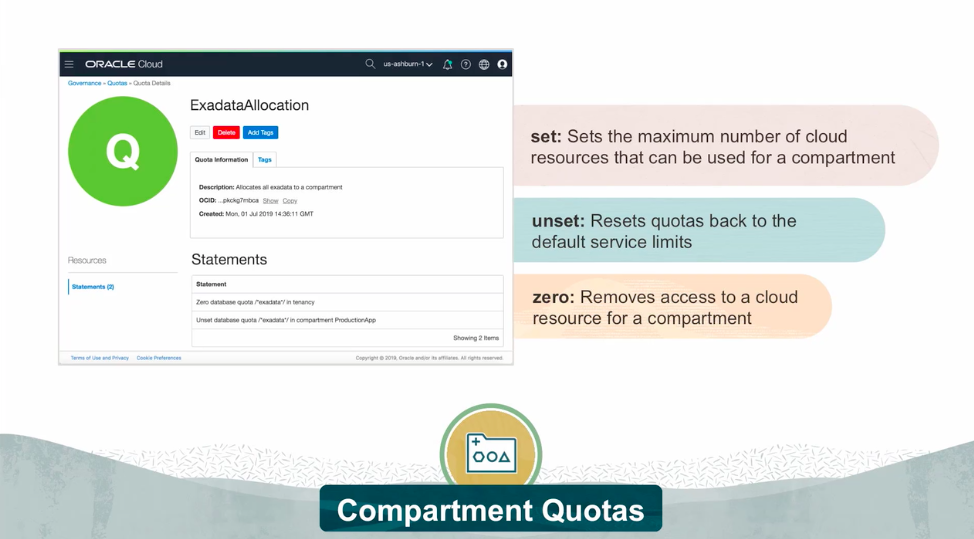 ORACLE Cloud
us-ashburn-1
Governance » Quotas » Quota Details
Q
ExadataAllocation
Edit Delete Add Tags
Quota Information Tags
Description: Allocates all exadata to a compartment
OCID: ...pkckg7mbca Show Copy
Created: Mon, 01 Jul 2019 14:36:11 GMT
Resources
Statements (2)
Statements
Statement
Zero database quota /"exadata"/ in tenancy
Unset database quota /"exadata"/ in compartment ProductionApp
Showing 2 Items
Terms of Use and Privacy Cookie Preferences
Copyright © 2019, Oracle and/or its affiliates. All rights reserved.
set: Sets the maximum number of cloud
resources that can be used for a compartment
unset: Resets quotas back to the
default service limits
zero: Removes access to a cloud
resource for a compartment
Compartment Quotas